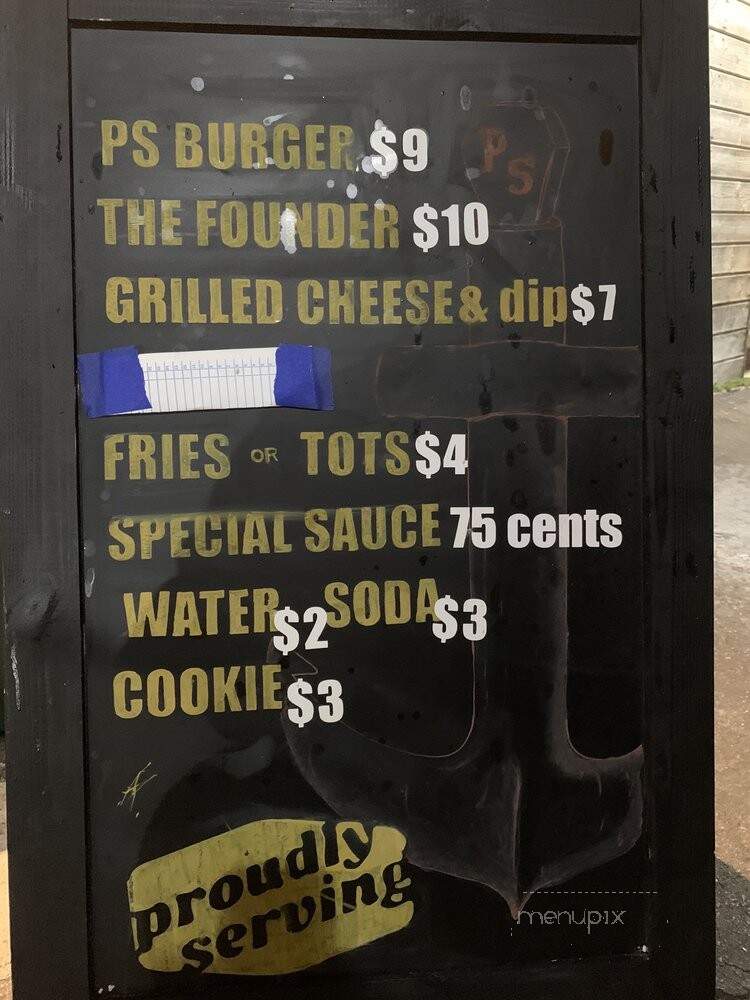 PS
PS BURGER $9
THE FOUNDER $10
GRILLED CHEESE & dip $7
FRIES OR TOTS $4
SPECIAL SAUCE 75 cents
WATER $2 SODA $3
COOKIE $3
proudly
serving
menupix